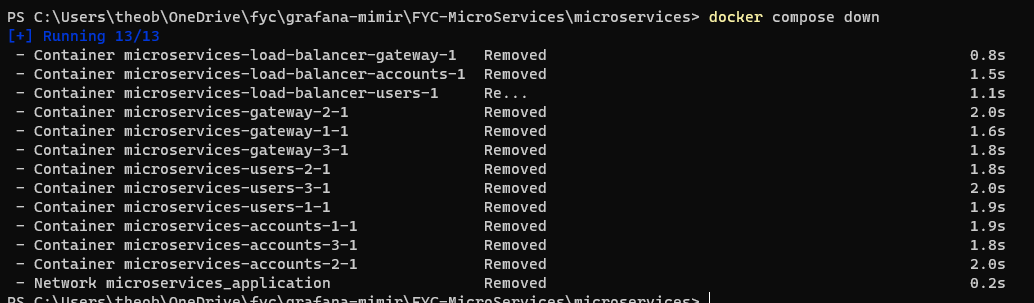 PS C:\Users\theob\OneDrive\fyc\grafana-mimir\FYC-MicroServices\microservices> docker compose down
[+] Running 13/13
- Container microservices-load-balancer-gateway-1 Removed 0.8s
- Container microservices-load-balancer-accounts-1 Removed 1.5s
- Container microservices-load-balancer-users-1 Re... 1.1s
- Container microservices-gateway-2-1 Removed 2.0s
- Container microservices-gateway-1-1 Removed 1.6s
- Container microservices-gateway-3-1 Removed 1.8s
- Container microservices-users-2-1 Removed 1.8s
- Container microservices-users-3-1 Removed 2.0s
- Container microservices-users-1-1 Removed 1.9s
- Container microservices-accounts-1-1 Removed 1.9s
- Container microservices-accounts-3-1 Removed 1.8s
- Container microservices-accounts-2-1 Removed 2.0s
- Network microservices_application Removed 0.2s
PS C:\Users\theob\OneDrive\fyc\grafana-mimir\FYC-MicroServices\microservices>